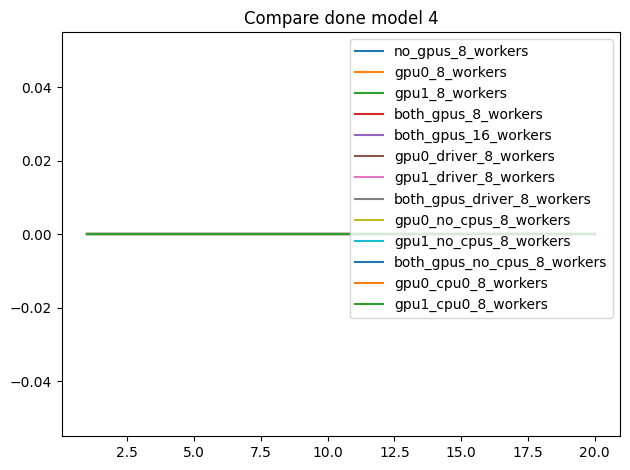 Compare done model 4
no_gpus_8_workers
gpu0_8_workers
gpu1_8_workers
both_gpus_8_workers
both_gpus_16_workers
gpu0_driver_8_workers
gpu1_driver_8_workers
both_gpus_driver_8_workers
gpu0_no_cpus_8_workers
gpu1_no_cpus_8_workers
both_gpus_no_cpus_8_workers
gpu0_cpu0_8_workers
gpu1_cpu0_8_workers
0.04
0.02
0.00
−0.02
−0.04
2.5 5.0 7.5 10.0 12.5 15.0 17.5 20.0